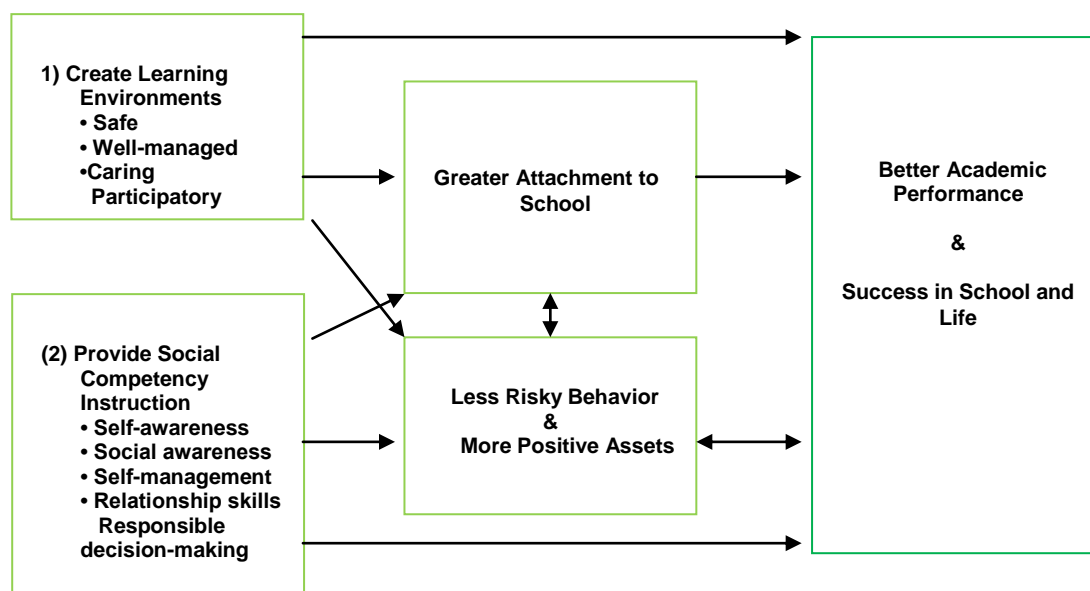 1) Create Learning
Environments
• Safe
• Well-managed
•Caring
Participatory
(2) Provide Social
Competency
Instruction
• Self-awareness
• Social awareness
• Self-management
• Relationship skills
Responsible
decision-making
Greater Attachment to
School
Less Risky Behavior
&
More Positive Assets
Better Academic
Performance
&
Success in School and
Life